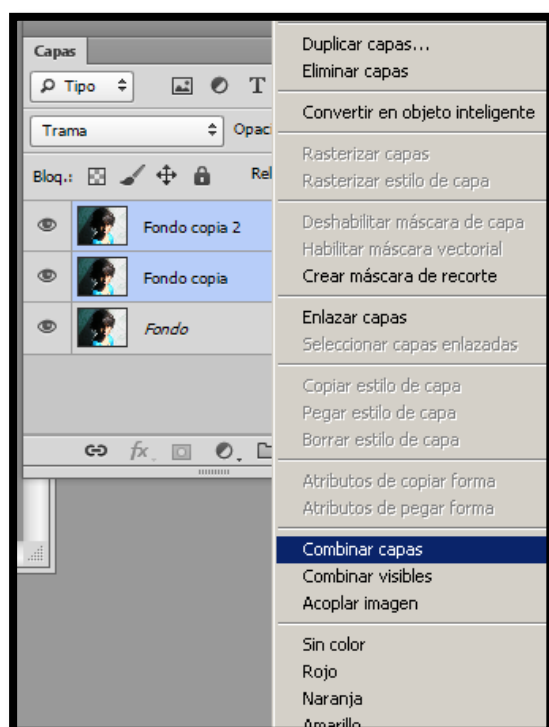 Capas
Tipo
T
Trama
Opaci
Bloq.:
Rel
Fondo copia 2
Fondo copia
Fondo
fx.
Duplicar capas...
Eliminar capas
Convertir en objeto inteligente
Rasterizar capas
Rasterizar estilo de capa
Deshabilitar máscara de capa
Habilitar máscara vectorial
Crear máscara de recorte
Enlazar capas
Seleccionar capas enlazadas
Copiar estilo de capa
Pegar estilo de capa
Borrar estilo de capa
Atributos de copiar forma
Atributos de pegar forma
Combinar capas
Combinar visibles
Acoplar imagen
Sin color
Rojo
Naranja
Amarillo